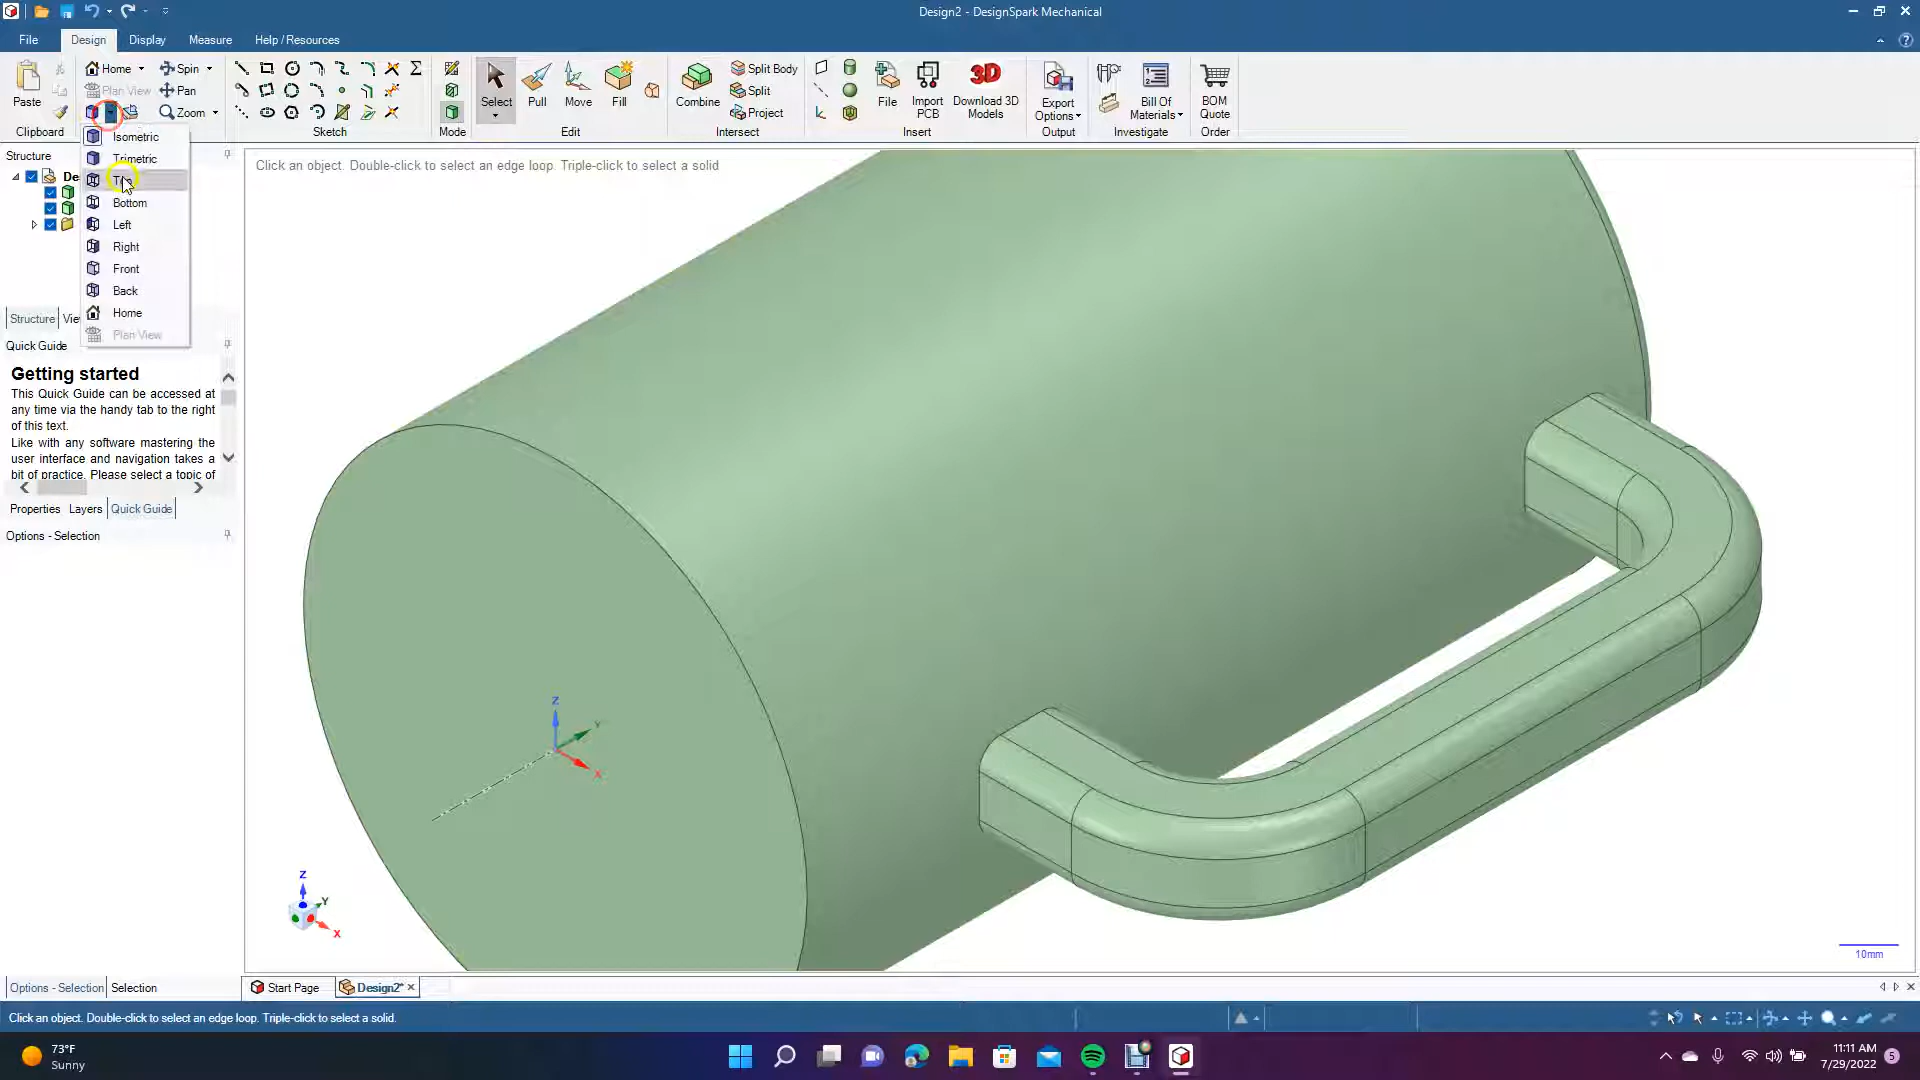 Design2 - DesignSpark Mechanical
File Design Display Measure Help / Resources
Paste
Clipboard
Home Spin
Plan View Pan
Zoom
Sketch
Mode
Select Pull Move Fill
Edit
Combine Split Body
Split
Project
Intersect
File Import PCB Download 3D Models
Insert
Export Options
Output
Bill Of Materials
Investigate
BOM Quote
Order
Isometric
Trimetric
Bottom
Left
Right
Front
Back
Home
Plan View
Structure
Click an object. Double-click to select an edge loop. Triple-click to select a solid
Structure
Quick Guide
Getting started
This Quick Guide can be accessed at
any time via the handy tab to the right
of this text.
Like with any software mastering the
user interface and navigation takes a
bit of practice. Please select a topic of
Properties Layers Quick Guide
Options - Selection
Z
Y
X
Z
Y
X
10mm
Options - Selection Selection
Start Page Design2*
Click an object. Double-click to select an edge loop. Triple-click to select a solid.
73°F
Sunny
11:11 AM
7/29/2022
5